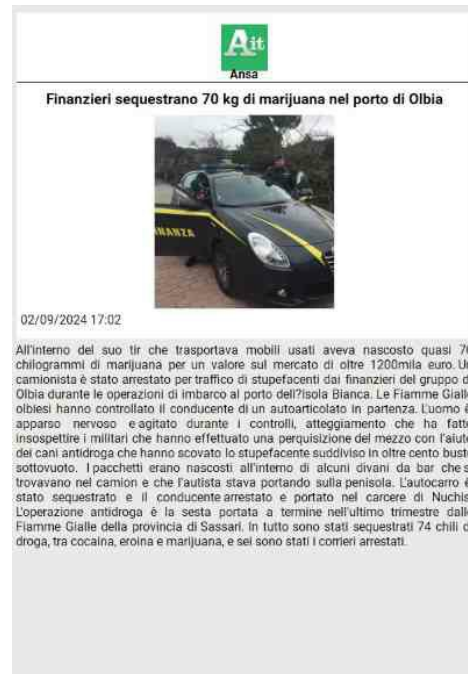 Ait
Ansa
Finanzieri sequestrano 70 kg di marijuana nel porto di Olbia
FINANZA
02/09/2024 17:02
All'interno del suo tir che trasportava mobili usati aveva nascosto quasi 70
chilogrammi di marijuana per un valore sul mercato di oltre 1200mila euro. Un
camionista è stato arrestato per traffico di stupefacenti dai finanzieri del gruppo d
Olbia durante le operazioni di imbarco al porto dell?isola Bianca. Le Fiamme Gialle
olbiesi hanno controllato il conducente di un autoarticolato in partenza. L'uomo è
apparso nervoso e agitato durante i controlli, atteggiamento che ha fatto
insospettire i militari che hanno effettuato una perquisizione del mezzo con l'aiuto
dei cani antidroga che hanno scovato lo stupefacente suddiviso in oltre cento buste
sottovuoto. I pacchetti erano nascosti all'interno di alcuni divani da bar che s
trovavano nel camion e che l'autista stava portando sulla penisola. L'autocarro è
stato sequestrato e il conducente arrestato e portato nel carcere di Nuchis.
L'operazione antidroga è la sesta portata a termine nell'ultimo trimestre dalle
Fiamme Gialle della provincia di Sassari. In tutto sono stati sequestrati 74 chili d
droga, tra cocaina, eroina e marijuana, e sei sono stati i corrieri arrestati.